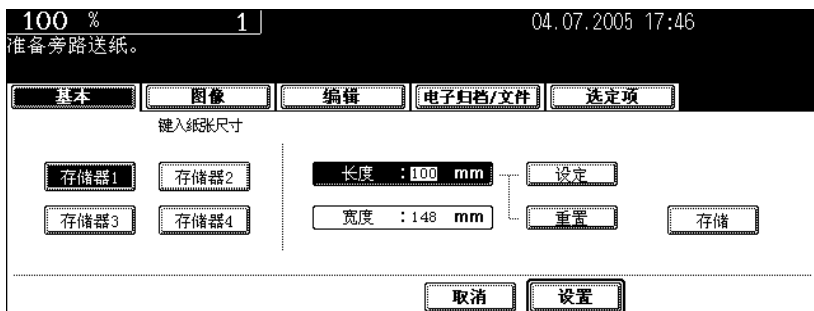 100 % 1 04.07.2005 17:46
准备旁路送纸。
基本 图像 编辑 电子归档/文件 选定项
键入纸张尺寸
存储器1 存储器2 长度 :100 mm 设定
存储器3 存储器4 宽度 :148 mm 重置 存储
取消 设置